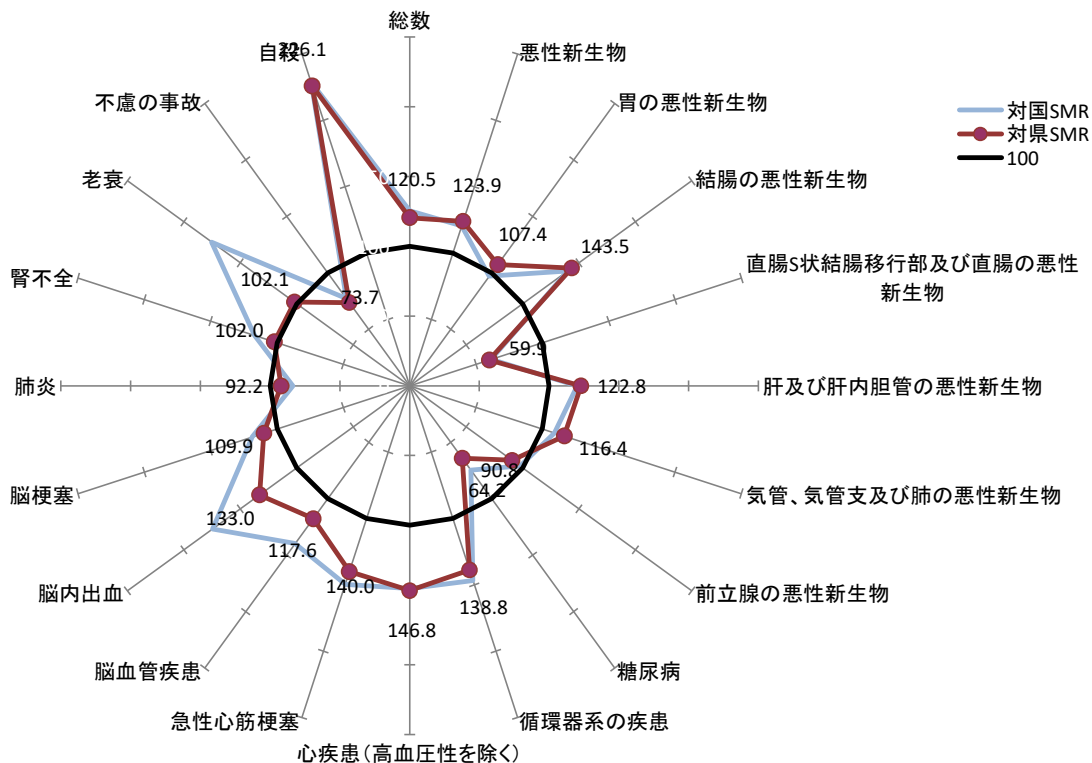 総数
226.1
自殺
悪性新生物
不慮の事故
胃の悪性新生物
対国SMR
対県SMR
100
老衰
120.5
123.9
結腸の悪性新生物
107.4
143.5
直腸S状結腸移行部及び直腸の悪性
新生物
腎不全
102.1
73.7
102.0
59.9
肺炎
92.2
122.8
肝及び肝内胆管の悪性新生物
109.9
116.4
脳梗塞
90.8
64.2
気管、気管支及び肺の悪性新生物
133.0
117.6
脳内出血
140.0
138.8
前立腺の悪性新生物
146.8
脳血管疾患
糖尿病
急性心筋梗塞
循環器系の疾患
心疾患(高血圧性を除く)